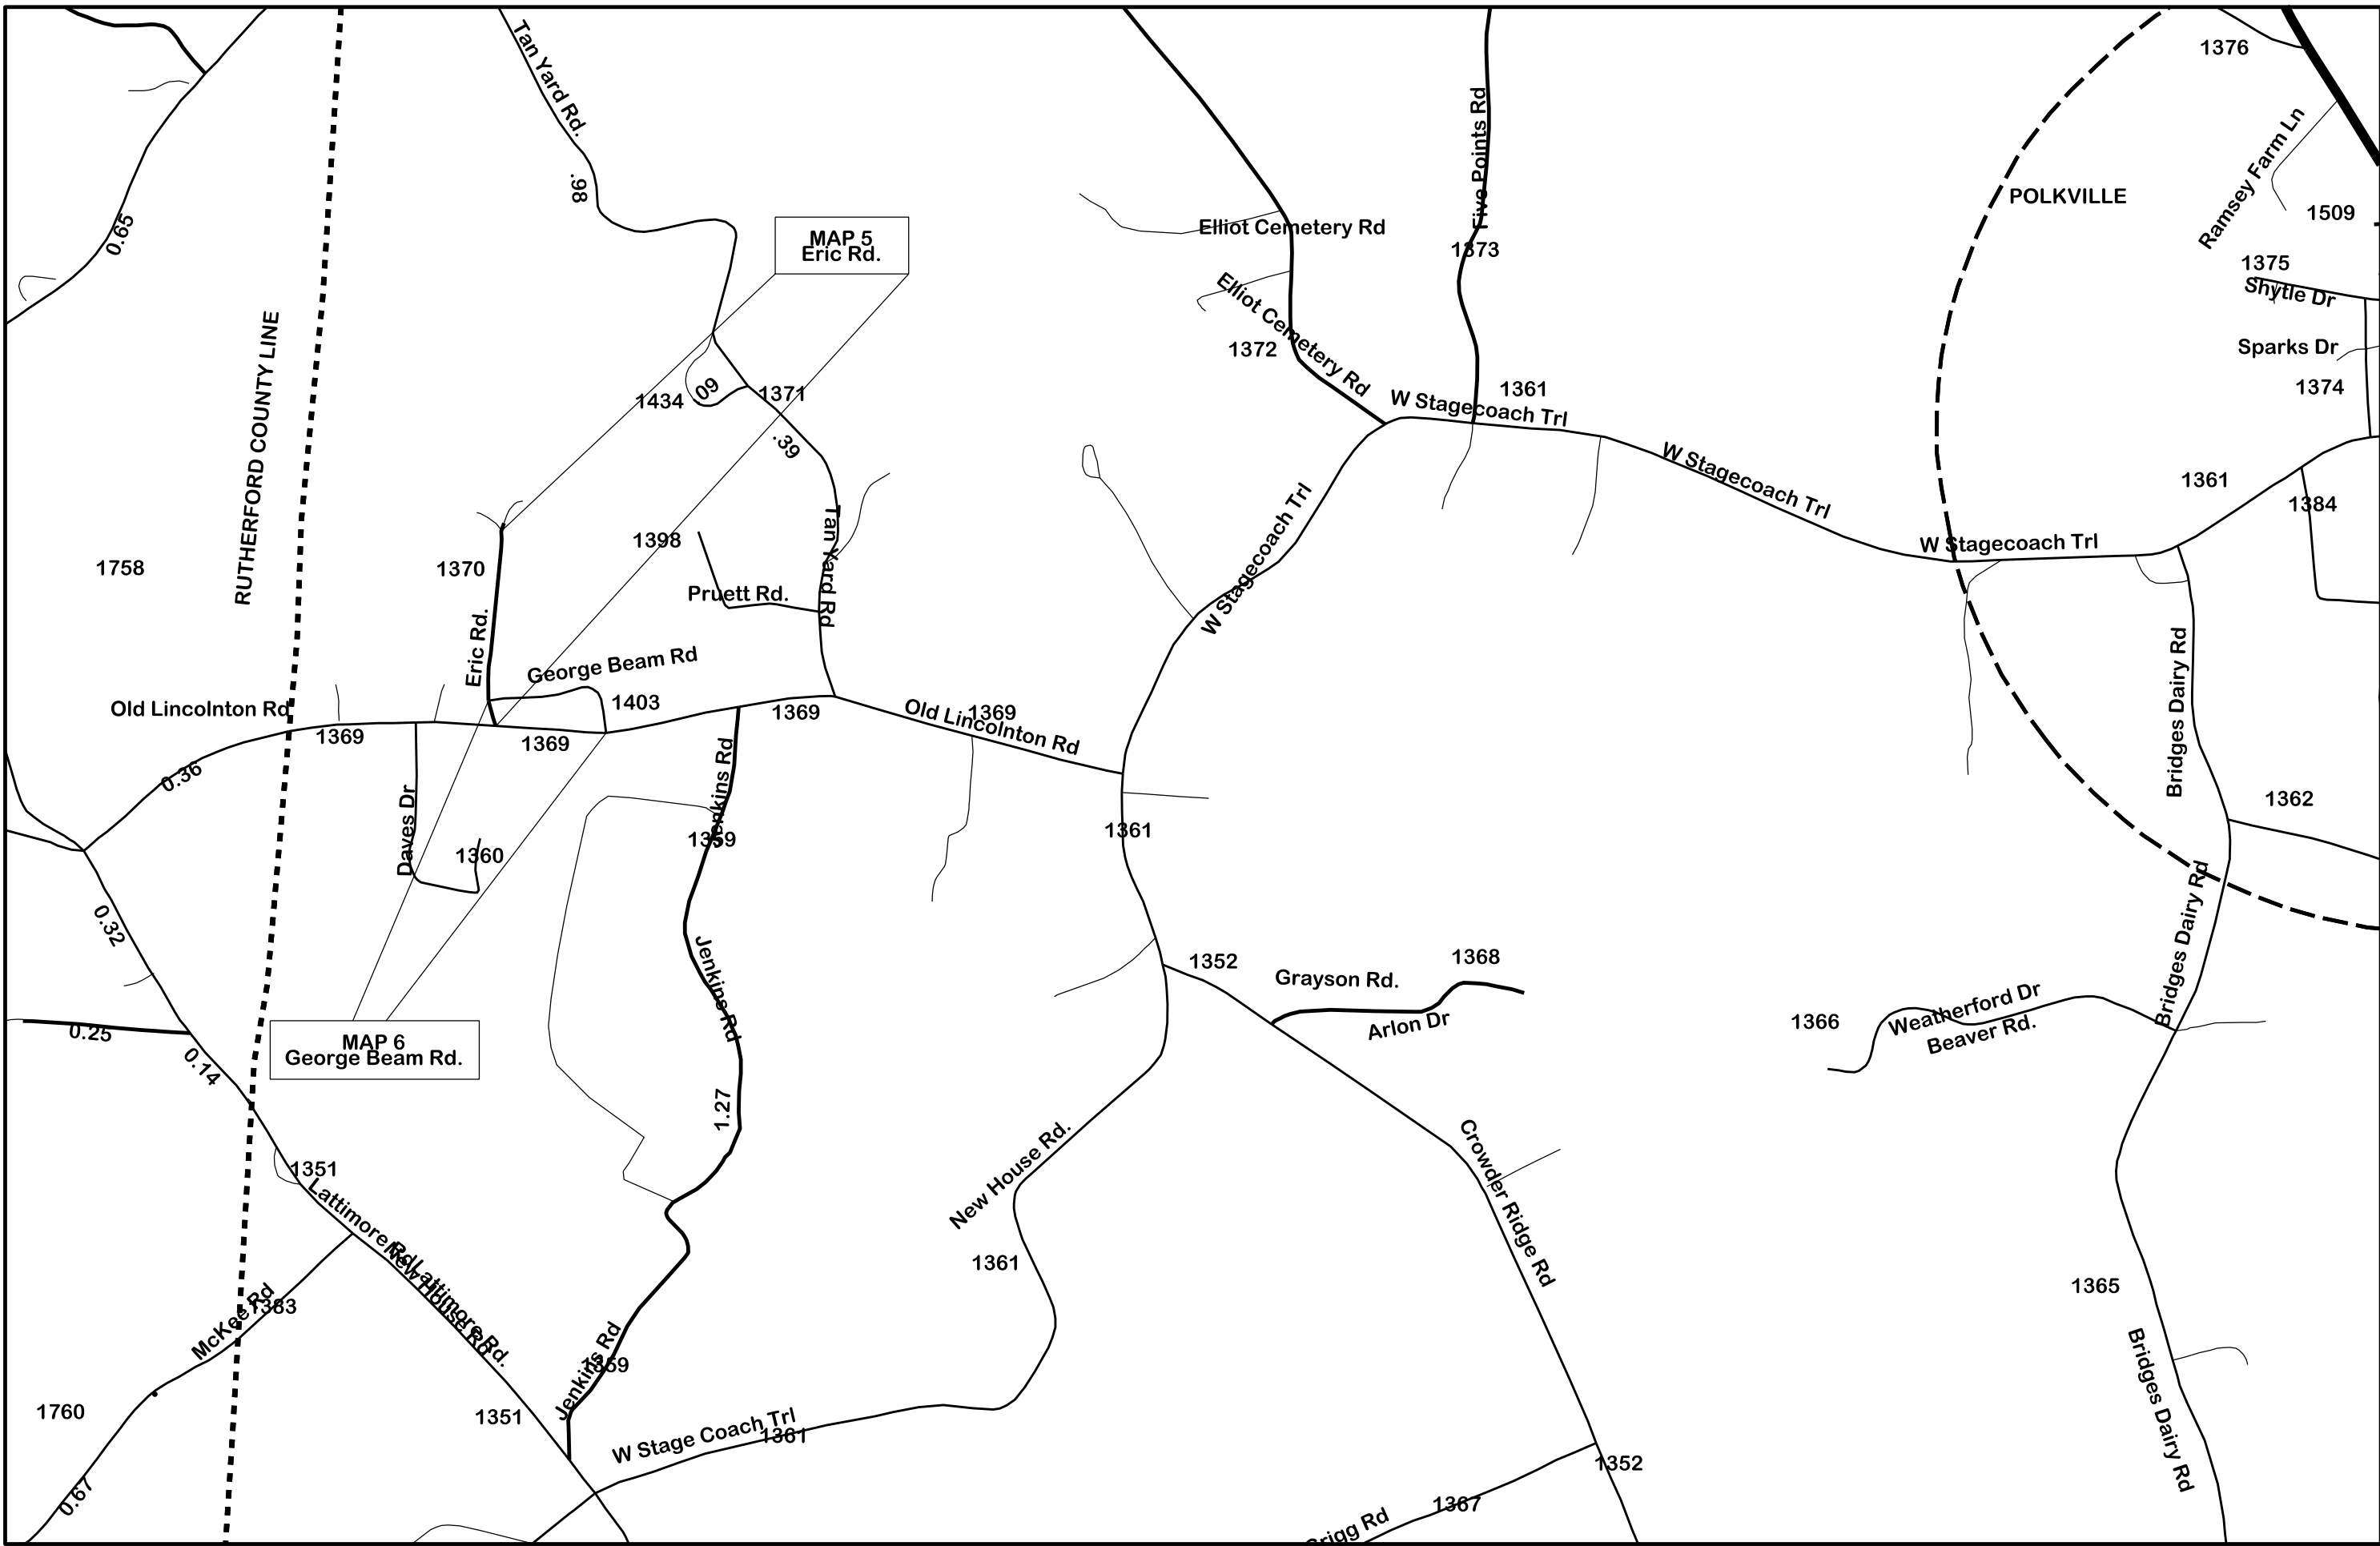 Tan Yard Rd.
1376
0.65
.98
Five Points Rd
Ramsey Farm Ln
POLKVILLE
1509
MAP 5
Eric Rd.
Elliot Cemetery Rd
1373
1375
Shytle Dr
RUTHERFORD COUNTY LINE
Elliot Cemetery Rd
1372
Sparks Dr
1374
1434
09
1371
.39
1361
W Stagecoach Trl
W Stagecoach Trl
1361
1384
1758
1370
1398
Tan Yard Rd
W Stagecoach Trl
W Stagecoach Trl
Pruett Rd.
Eric Rd.
George Beam Rd
1403
Bridges Dairy Rd
Old Lincolnton Rd
1369
1369
1369
Old Lincolnton Rd
1369
0.36
Jenkins Rd
1359
Daves Dr
1360
1361
1362
0.32
Jenkins Rd
1352
Grayson Rd.
1368
Arlon Dr
1366
Weatherford Dr
Beaver Rd.
Bridges Dairy Rd
0.25
0.14
MAP 6
George Beam Rd.
1.27
New House Rd.
Crowder Ridge Rd
1351
Lattimore Rd
New House Rd
Lattimore Rd.
1361
1365
McKee Rd
1383
1359
Jenkins Rd
1760
1351
W Stage Coach Trl
1361
Bridges Dairy Rd
0.67
1352
1367
Grigg Rd